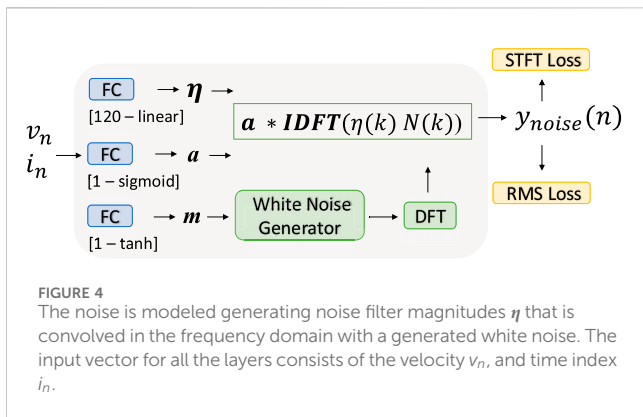 STFT Loss
FC → η
[120 – linear]
a * IDFT(η(k) N(k))
y_noise(n)
v_n
i_n
FC → a
[1 – sigmoid]
RMS Loss
FC → m
[1 – tanh]
White Noise
Generator
DFT
FIGURE 4
The noise is modeled generating noise filter magnitudes η that is
convolved in the frequency domain with a generated white noise. The
input vector for all the layers consists of the velocity v_n, and time index
i_n.